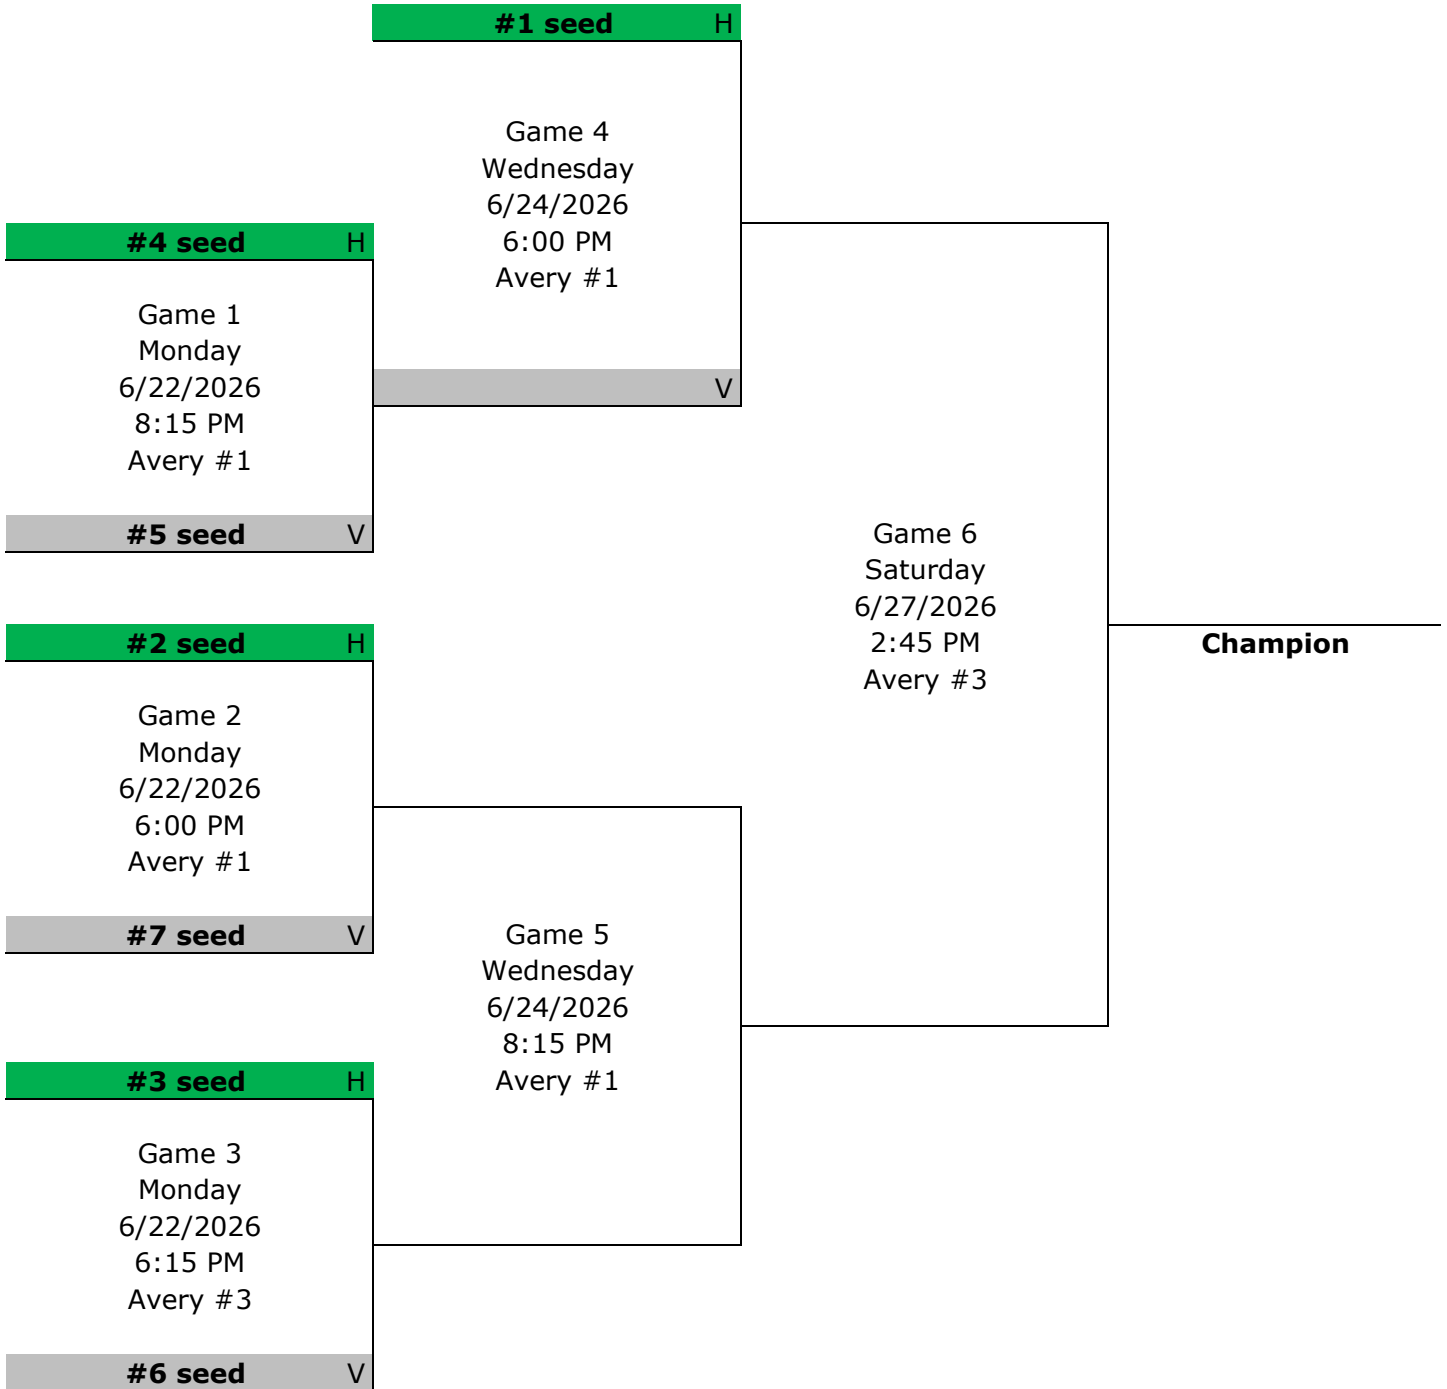 #1 seed H
Game 4
Wednesday
6/24/2026
6:00 PM
Avery #1
V
#4 seed H
Game 1
Monday
6/22/2026
8:15 PM
Avery #1
#5 seed V
#2 seed H
Game 2
Monday
6/22/2026
6:00 PM
Avery #1
#7 seed V
Game 5
Wednesday
6/24/2026
8:15 PM
Avery #1
#3 seed H
Game 3
Monday
6/22/2026
6:15 PM
Avery #3
#6 seed V
Game 6
Saturday
6/27/2026
2:45 PM
Avery #3
Champion